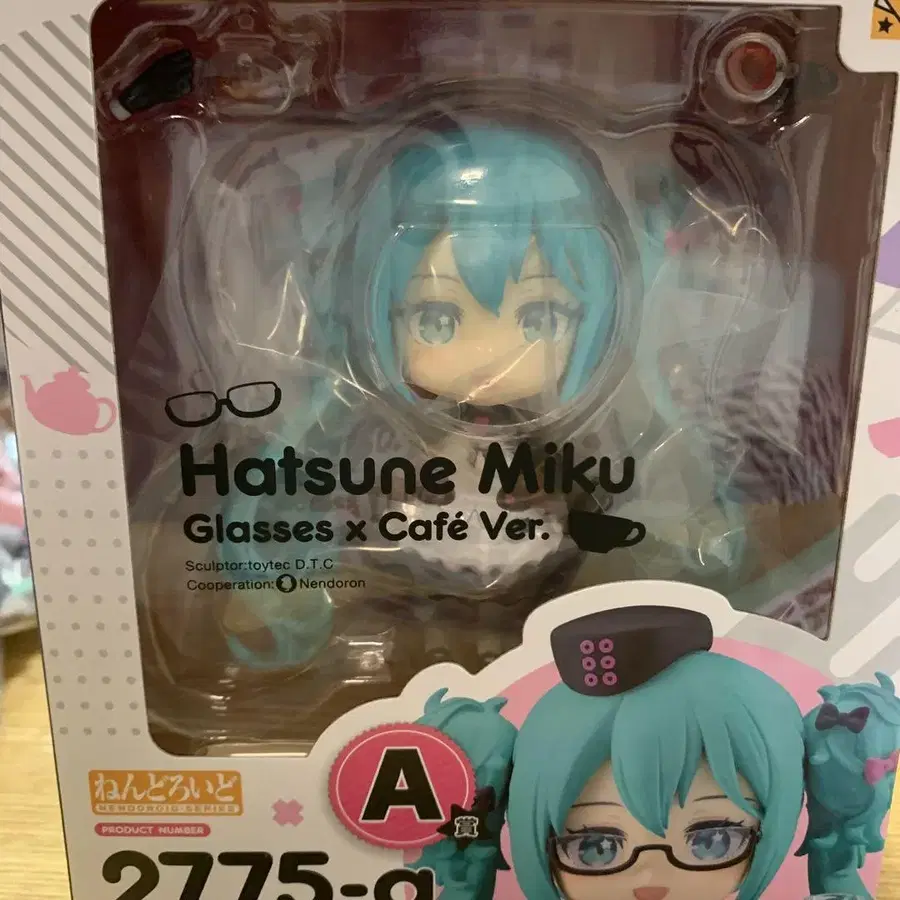 Hatsune Miku
Glasses x Café Ver.
Sculptor:toytec D.T.C
Cooperation: Nendoron
A
賞
ねんどろいど
NENDOROID SERIES
PRODUCT NUMBER
2775-a